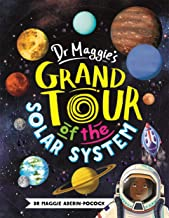 Dr Maggie's
GRAND
TOUR
of the
SOLAR SYSTEM
DR MAGGIE ADERIN-POCOCK